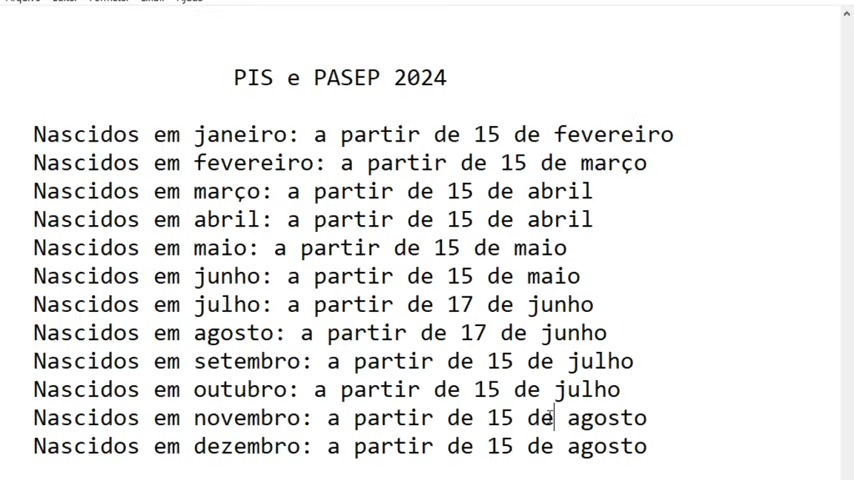 PIS e PASEP 2024
Nascidos em janeiro: a partir de 15 de fevereiro
Nascidos em fevereiro: a partir de 15 de março
Nascidos em março: a partir de 15 de abril
Nascidos em abril: a partir de 15 de abril
Nascidos em maio: a partir de 15 de maio
Nascidos em junho: a partir de 15 de maio
Nascidos em julho: a partir de 17 de junho
Nascidos em agosto: a partir de 17 de junho
Nascidos em setembro: a partir de 15 de julho
Nascidos em outubro: a partir de 15 de julho
Nascidos em novembro: a partir de 15 de agosto
Nascidos em dezembro: a partir de 15 de agosto